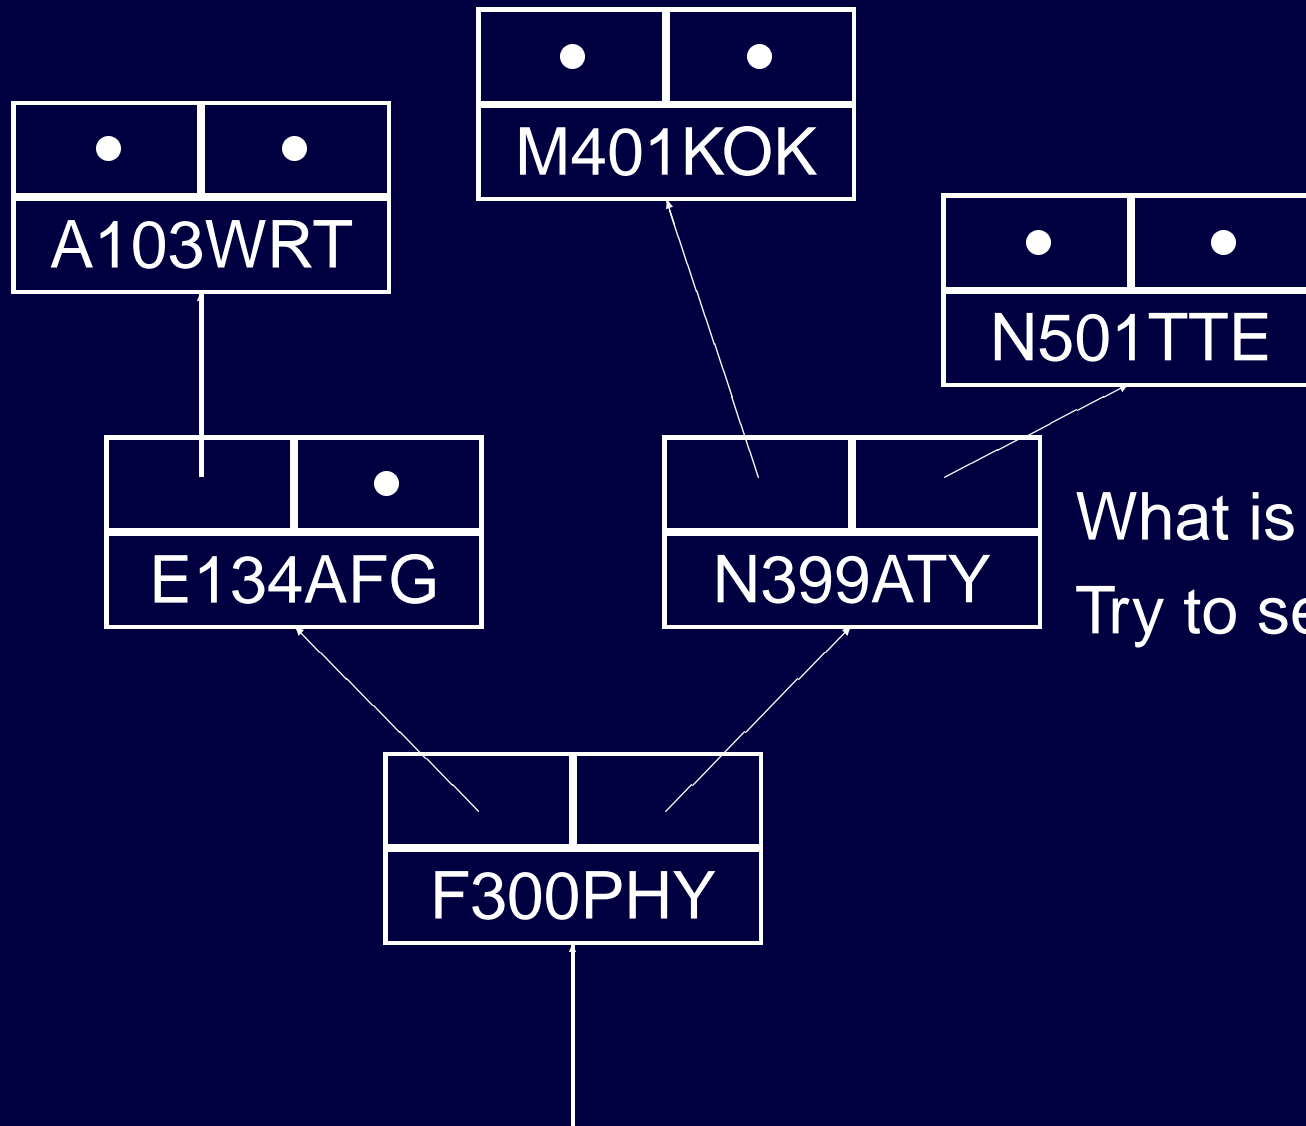 M401KOK
A103WRT
N501TTE
What is
E134AFG
N399ATY
Try to
F300PHY